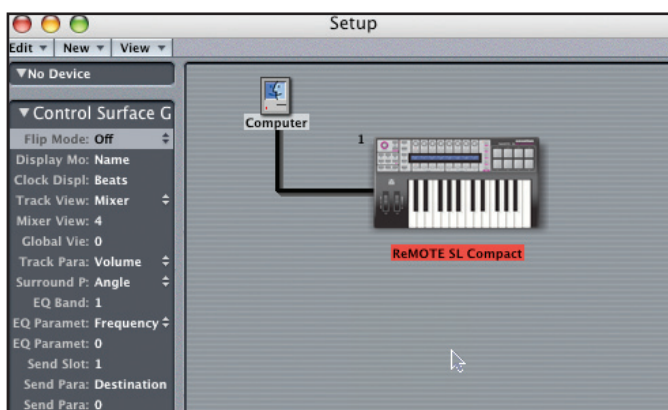 Setup
Edit New View
No Device
Control Surface G
Flip Mode: Off
Display Mo: Name
Clock Displ: Beats
Track View: Mixer
Mixer View: 4
Global Vie: 0
Track Para: Volume
Surround P: Angle
EQ Band: 1
EQ Paramet: Frequency
EQ Paramet: 0
Send Slot: 1
Send Para: Destination
Send Para: 0
Computer
1
ReMOTE SL Compact